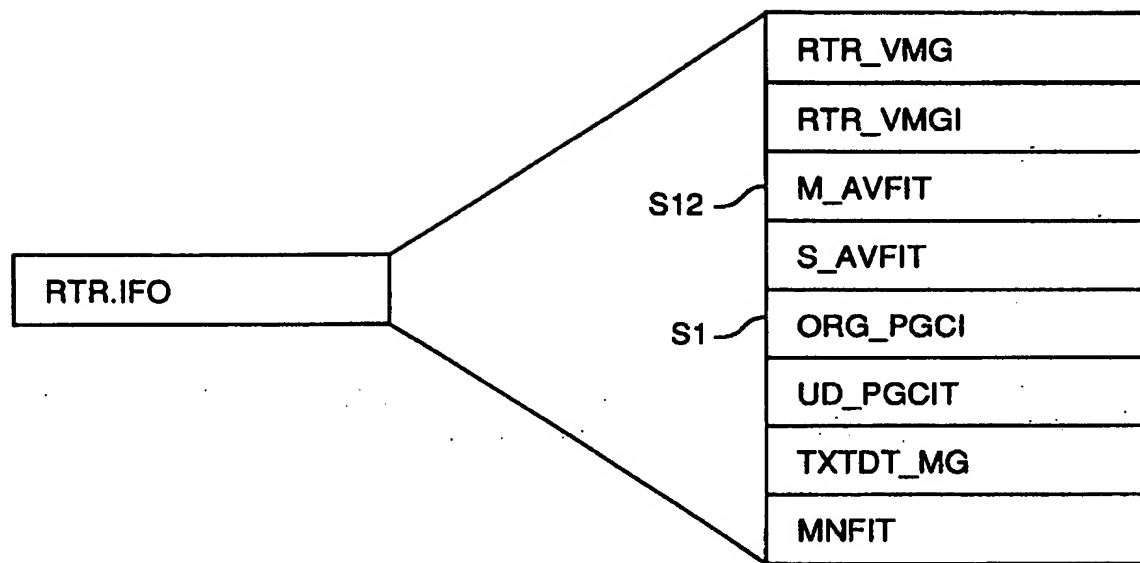 RTR.IFO
RTR_VMG
RTR_VMGI
S12
M_AVFIT
S_AVFIT
S1
ORG_PGCI
UD_PGCIT
TXTDT_MG
MNFIT